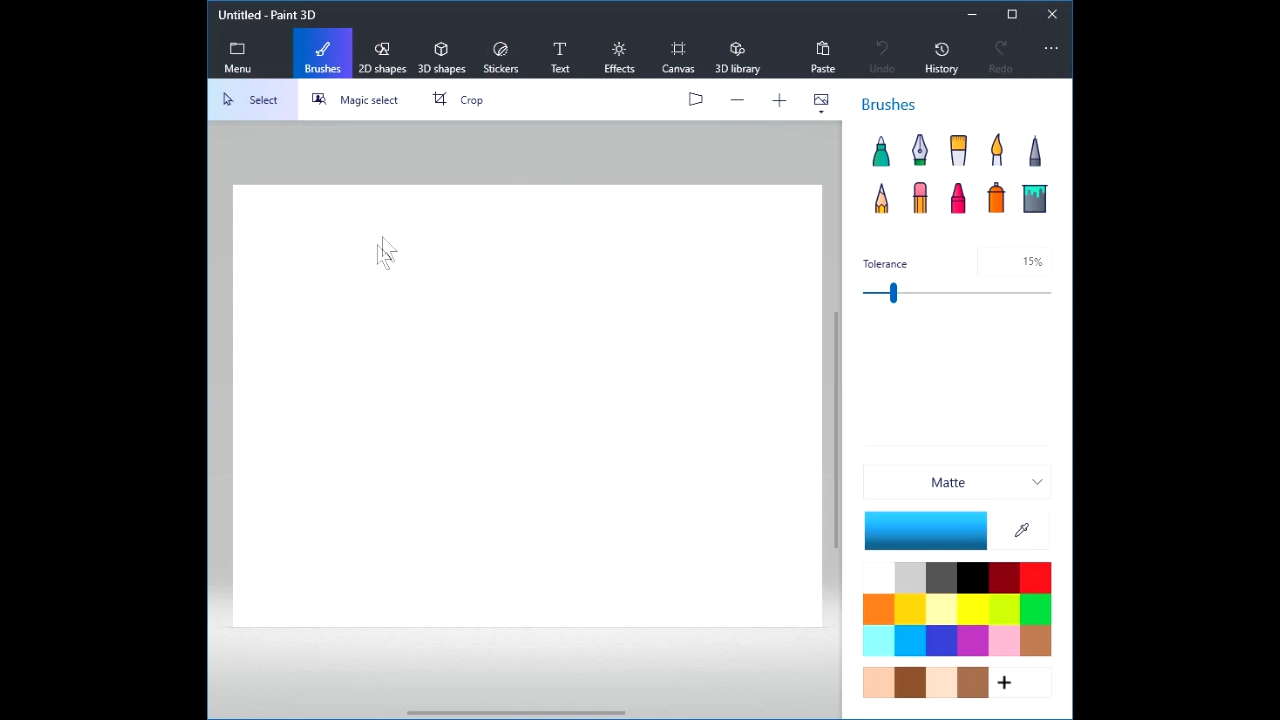 Untitled - Paint 3D
Menu Brushes 2D shapes 3D shapes Stickers Text Effects Canvas 3D library Paste Undo History Redo
Select Magic select Crop
Brushes
Tolerance 15%
Matte